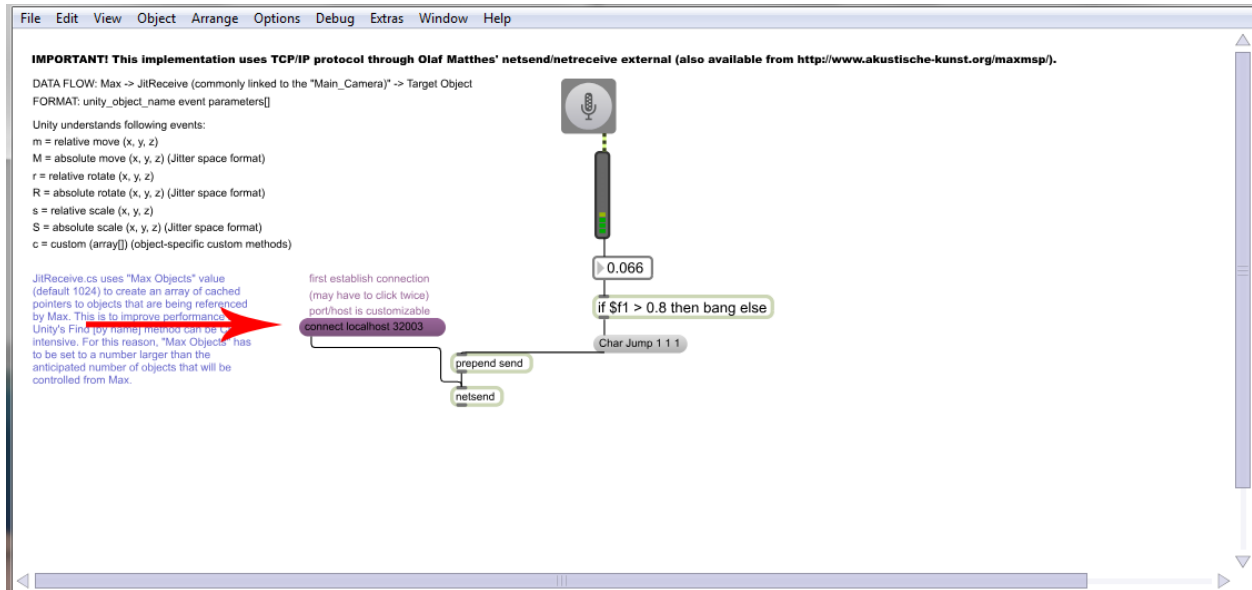 File Edit View Object Arrange Options Debug Extras Window Help
IMPORTANT! This implementation uses TCP/IP protocol through Olaf Matthes' netsend/netreceive external (also available from http://www.akustische-kunst.org/maxmsp/).
DATA FLOW: Max -> JitReceive (commonly linked to the "Main_Camera)" -> Target Object
FORMAT: unity_object_name event parameters[]
Unity understands following events:
m = relative move (x, y, z)
M = absolute move (x, y, z) (Jitter space format)
r = relative rotate (x, y, z)
R = absolute rotate (x, y, z) (Jitter space format)
s = relative scale (x, y, z)
S = absolute scale (x, y, z) (Jitter space format)
c = custom (array[]) (object-specific custom methods)
JitReceive.cs uses "Max Objects" value
(default 1024) to create an array of cached
pointers to objects that are being referenced
by Max. This is to improve performance
Unity's Find [by name] method can be
intensive. For this reason, "Max Objects" has
to be set to a number larger than the
anticipated number of objects that will be
controlled from Max.
first establish connection
(may have to click twice)
port/host is customizable
connect localhost 32003
0.066
if $f1 > 0.8 then bang else
Char Jump 1 1 1
prepend send
netsend